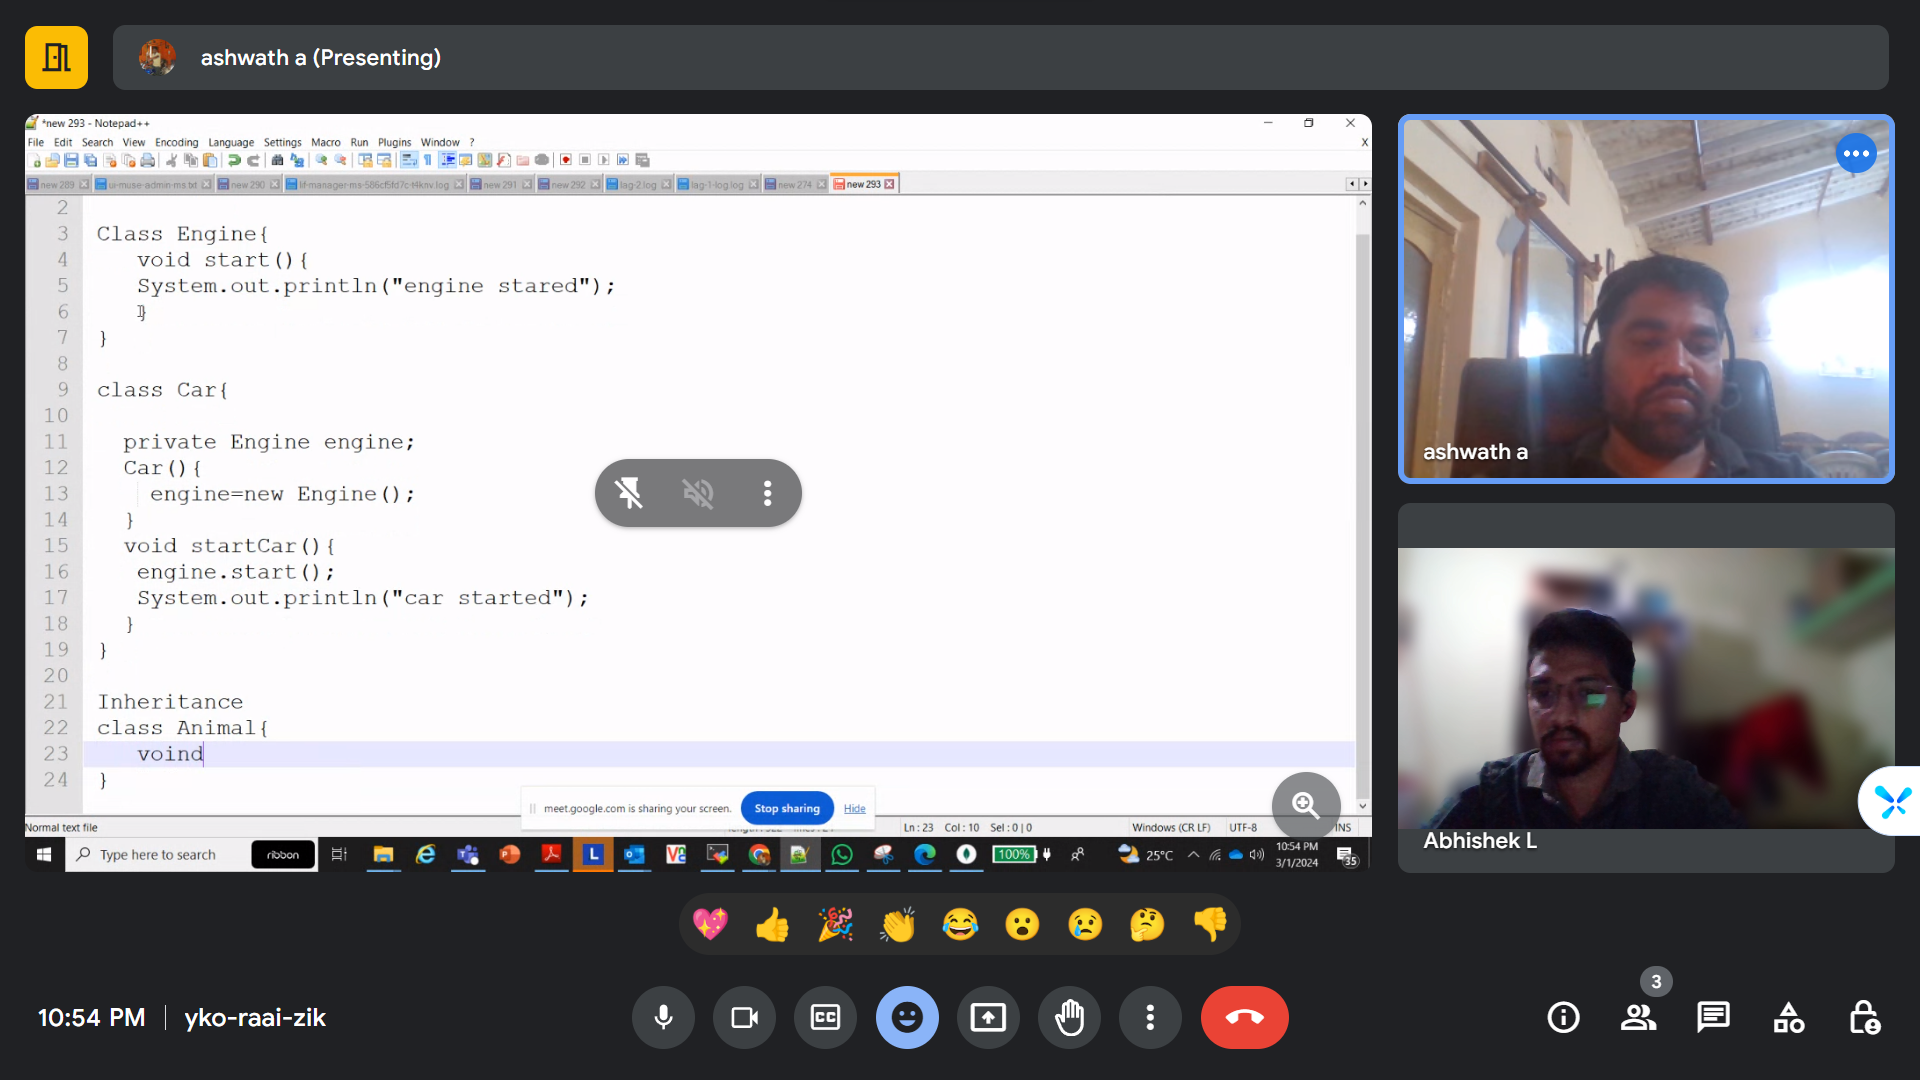 ashwath a (Presenting)
*new 293 - Notepad++
File Edit Search View Encoding Language Settings Macro Run Plugins Window ?
X
new 289 ui-muse-admin-ms.txt new 290 lif-manager-ms-586cf5fd7c-t4knv.log new 291 new 292 lag-2.log lag-1-log.log new 274 new 293
2
3 Class Engine{
4 void start(){
5 System.out.println("engine stared");
6 }
7 }
8
9 class Car{
10
11 private Engine engine;
12 Car(){
13 engine=new Engine();
14 }
15 void startCar(){
16 engine.start();
17 System.out.println("car started");
18 }
19 }
20
21 Inheritance
22 class Animal{
23 voind
24 }
meet.google.com is sharing your screen. Stop sharing Hide
Normal text file Ln : 23 Col : 10 Sel : 0 | 0 Windows (CR LF) UTF-8 INS
Type here to search ribbon L 100% 25°C 10:54 PM
3/1/2024 35
ashwath a
Abhishek L
10:54 PM yko-raai-zik
CC
3